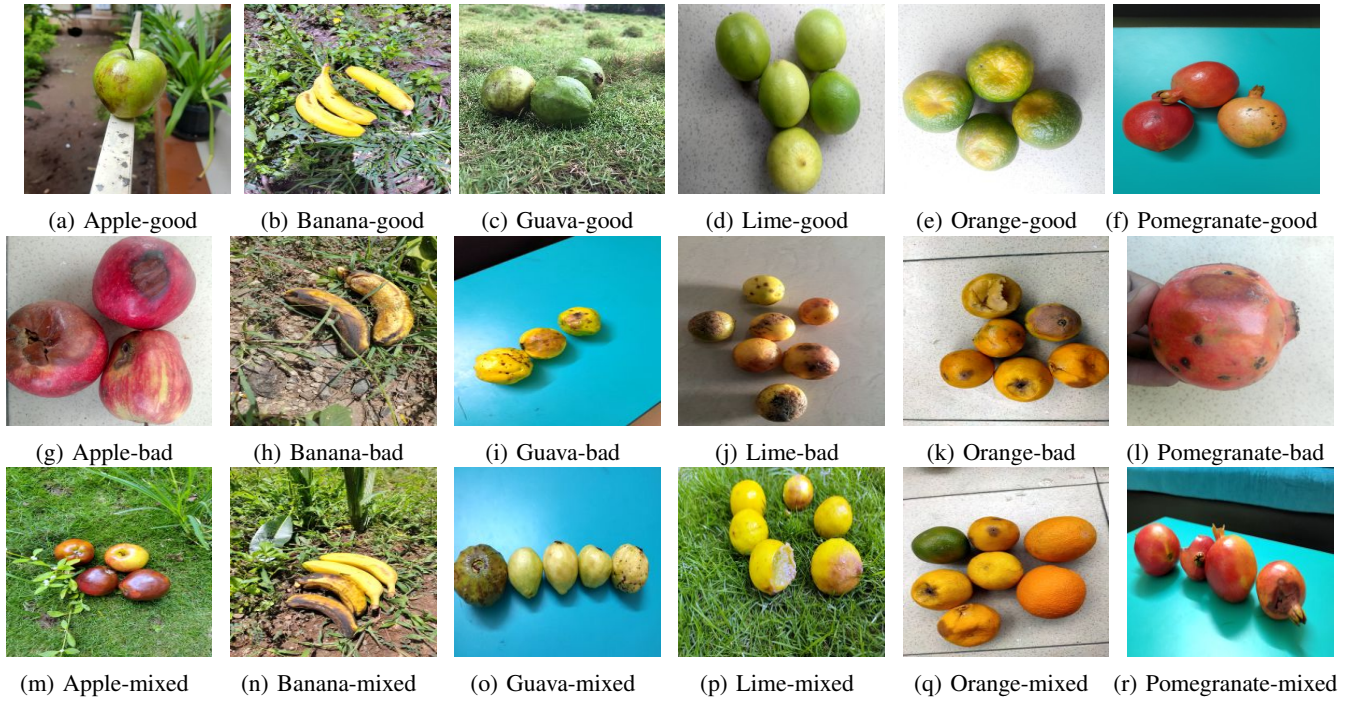 (a) Apple-good
(b) Banana-good
(c) Guava-good
(d) Lime-good
(e) Orange-good
(f) Pomegranate-good
(g) Apple-bad
(h) Banana-bad
(i) Guava-bad
(j) Lime-bad
(k) Orange-bad
(l) Pomegranate-bad
(m) Apple-mixed
(n) Banana-mixed
(o) Guava-mixed
(p) Lime-mixed
(q) Orange-mixed
(r) Pomegranate-mixed